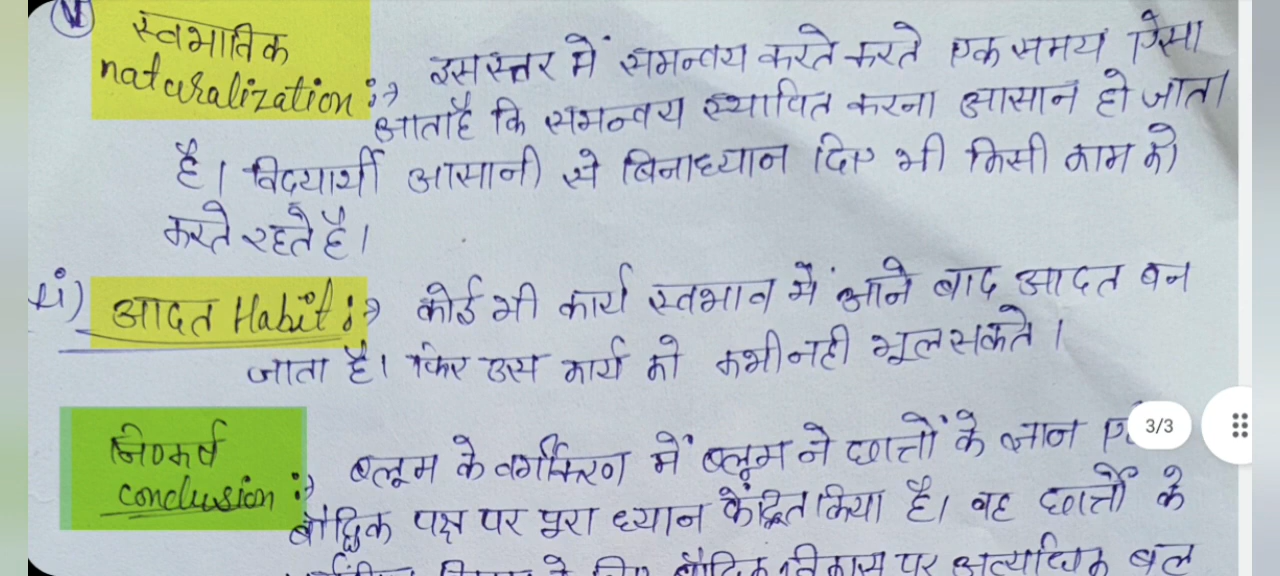 (v) स्वभाविक
naturalization :→ इस स्तर में समन्वय करते करते एक समय ऐसा
आता है कि समन्वय स्थापित करना आसान हो जाता
है। विद्यार्थी आसानी से बिना ध्यान दिए भी किसी काम को
करते रहते है।
vi) आदत Habit :→ कोई भी कार्य स्वभाव में आने बाद आदत बन
जाता है। फिर उस कार्य को कभी नही भूल सकते।
निष्कर्ष
conclusion :→ ब्लूम के वर्गीकरण में ब्लूम ने छात्रों के ज्ञान
बौद्धिक पक्ष पर पूरा ध्यान केंद्रित किया है। वह छात्रों के
के लिए बौद्धिक विकास पर अत्याधिक बल
3/3